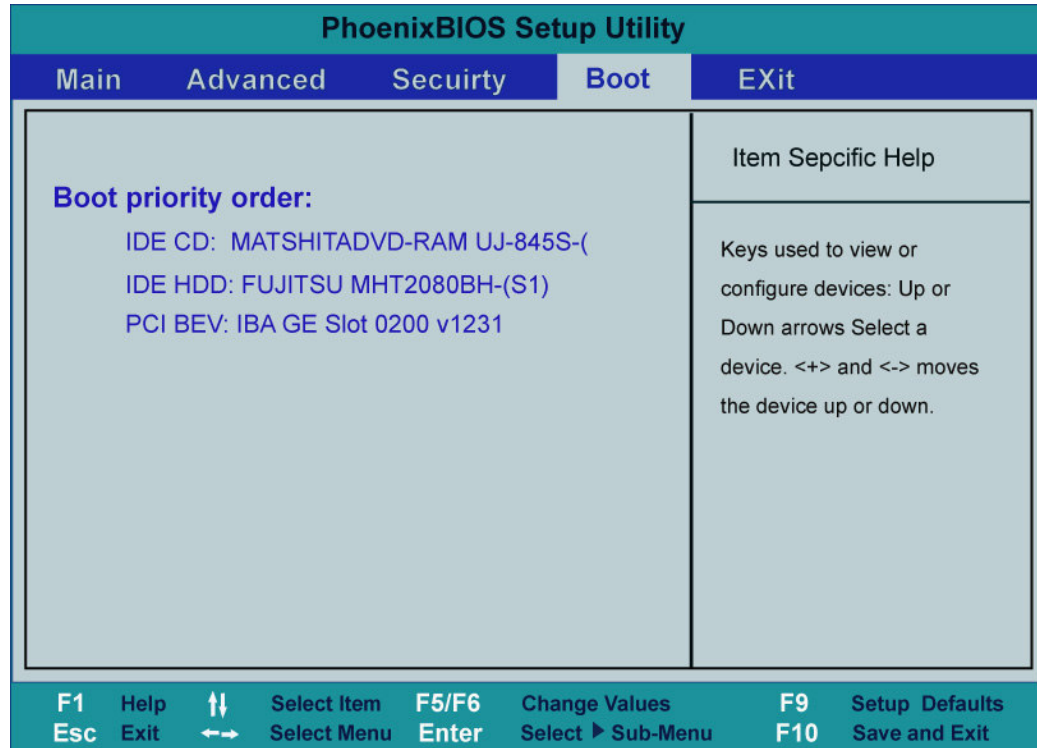 PhoenixBIOS Setup Utility
Main Advanced Secuirty Boot EXit
Boot priority order:
IDE CD: MATSHITADVD-RAM UJ-845S-(
IDE HDD: FUJITSU MHT2080BH-(S1)
PCI BEV: IBA GE Slot 0200 v1231
Item Sepcific Help
Keys used to view or
configure devices: Up or
Down arrows Select a
device. <+> and <-> moves
the device up or down.
F1 Help Select Item F5/F6 Change Values F9 Setup Defaults
Esc Exit Select Menu Enter Select Sub-Menu F10 Save and Exit